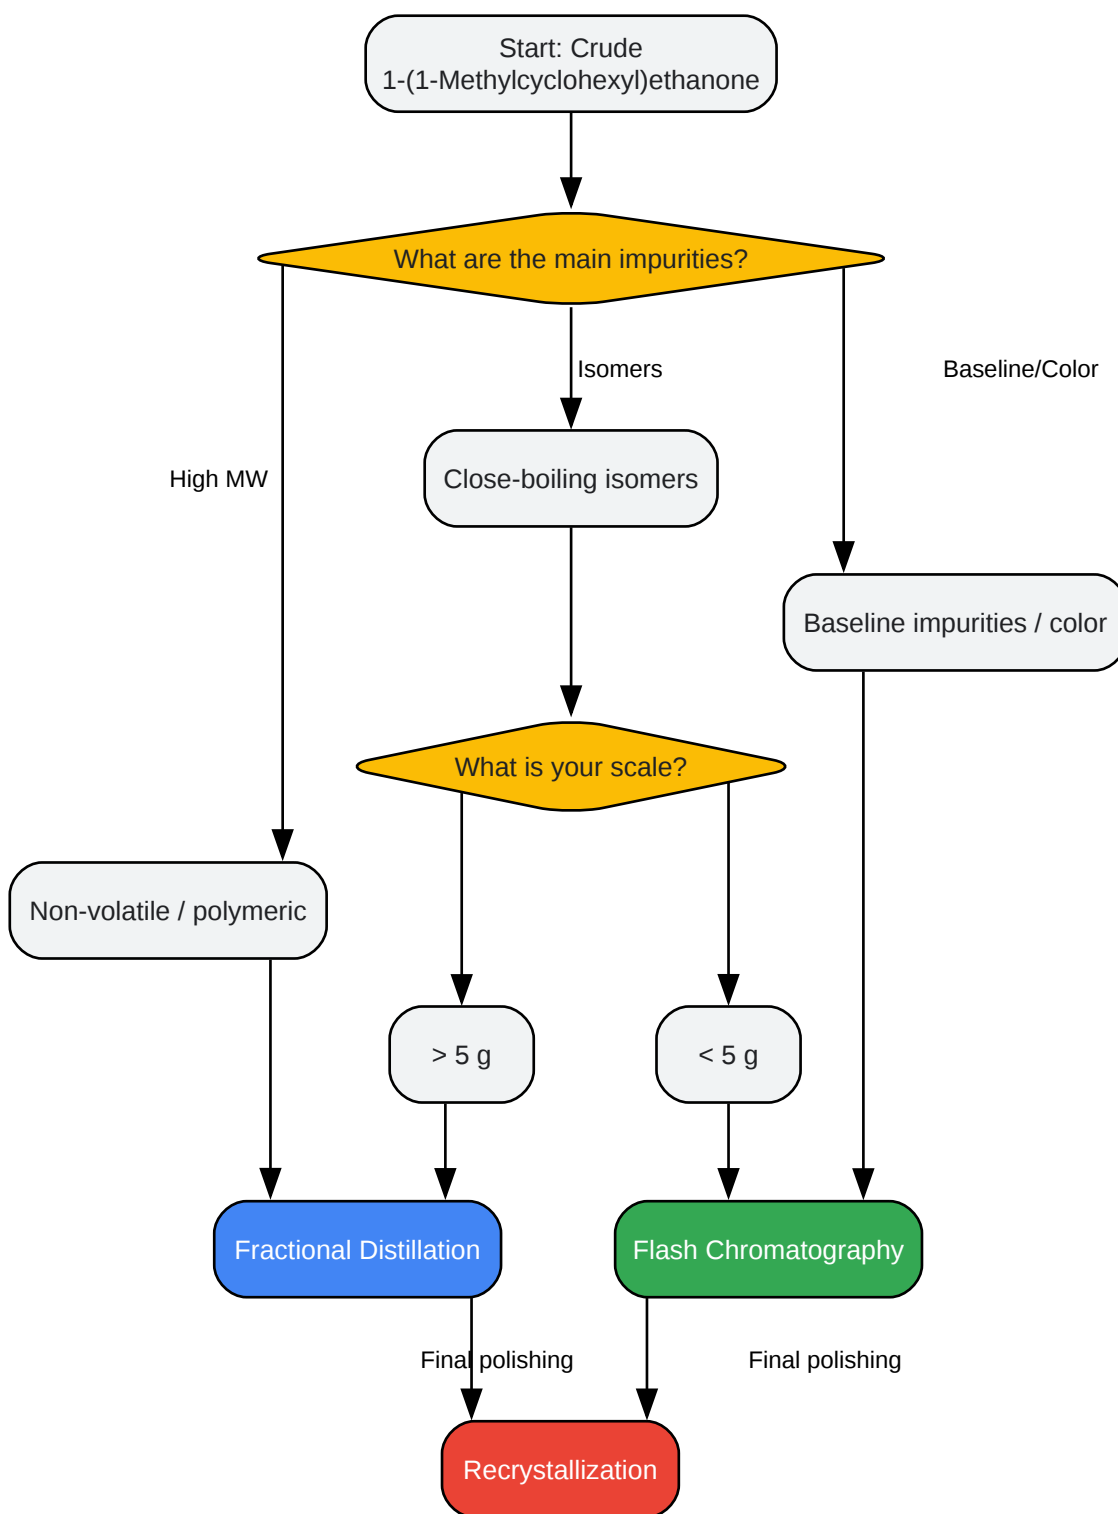 Start: Crude
1-(1-Methylcyclohexyl)ethanone
What are the main impurities?
Isomers
Baseline/Color
High MW
Close-boiling isomers
Baseline impurities / color
What is your scale?
Non-volatile / polymeric
> 5 g
< 5 g
Fractional Distillation
Flash Chromatography
Final polishing
Final polishing
Recrystallization